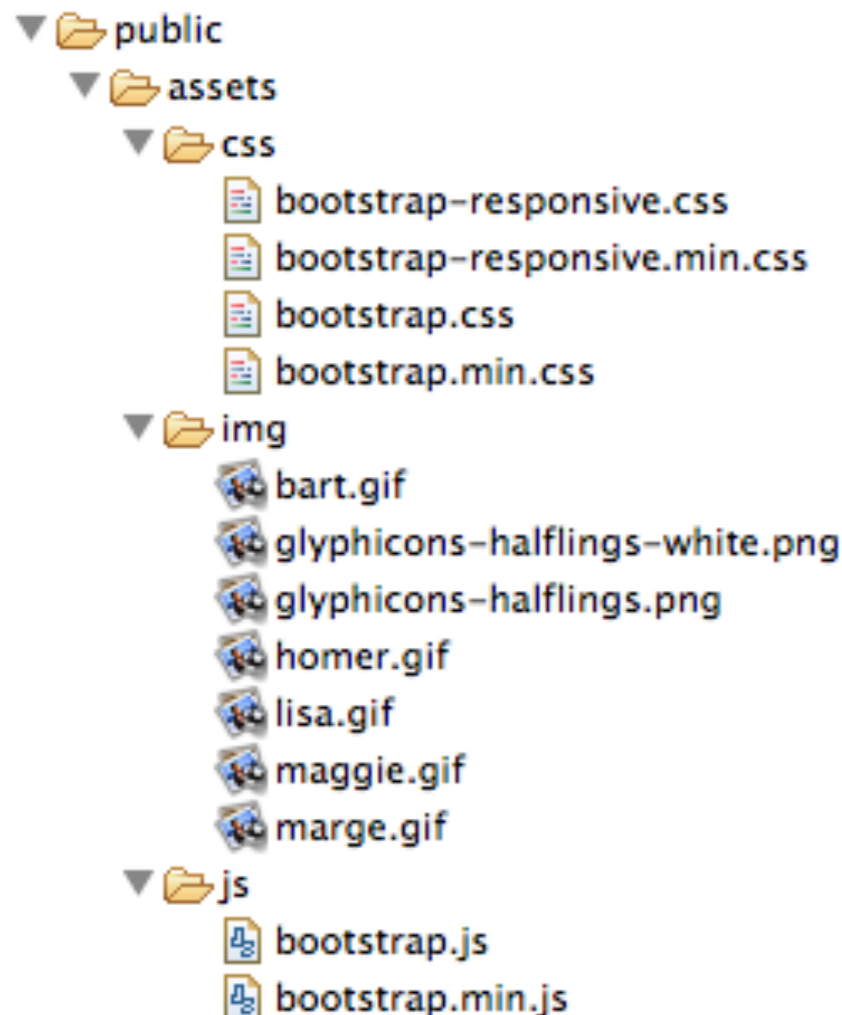 public
assets
css
bootstrap-responsive.css
bootstrap-responsive.min.css
bootstrap.css
bootstrap.min.css
img
bart.gif
glyphicons-halflings-white.png
glyphicons-halflings.png
homer.gif
lisa.gif
maggie.gif
marge.gif
js
bootstrap.js
bootstrap.min.js